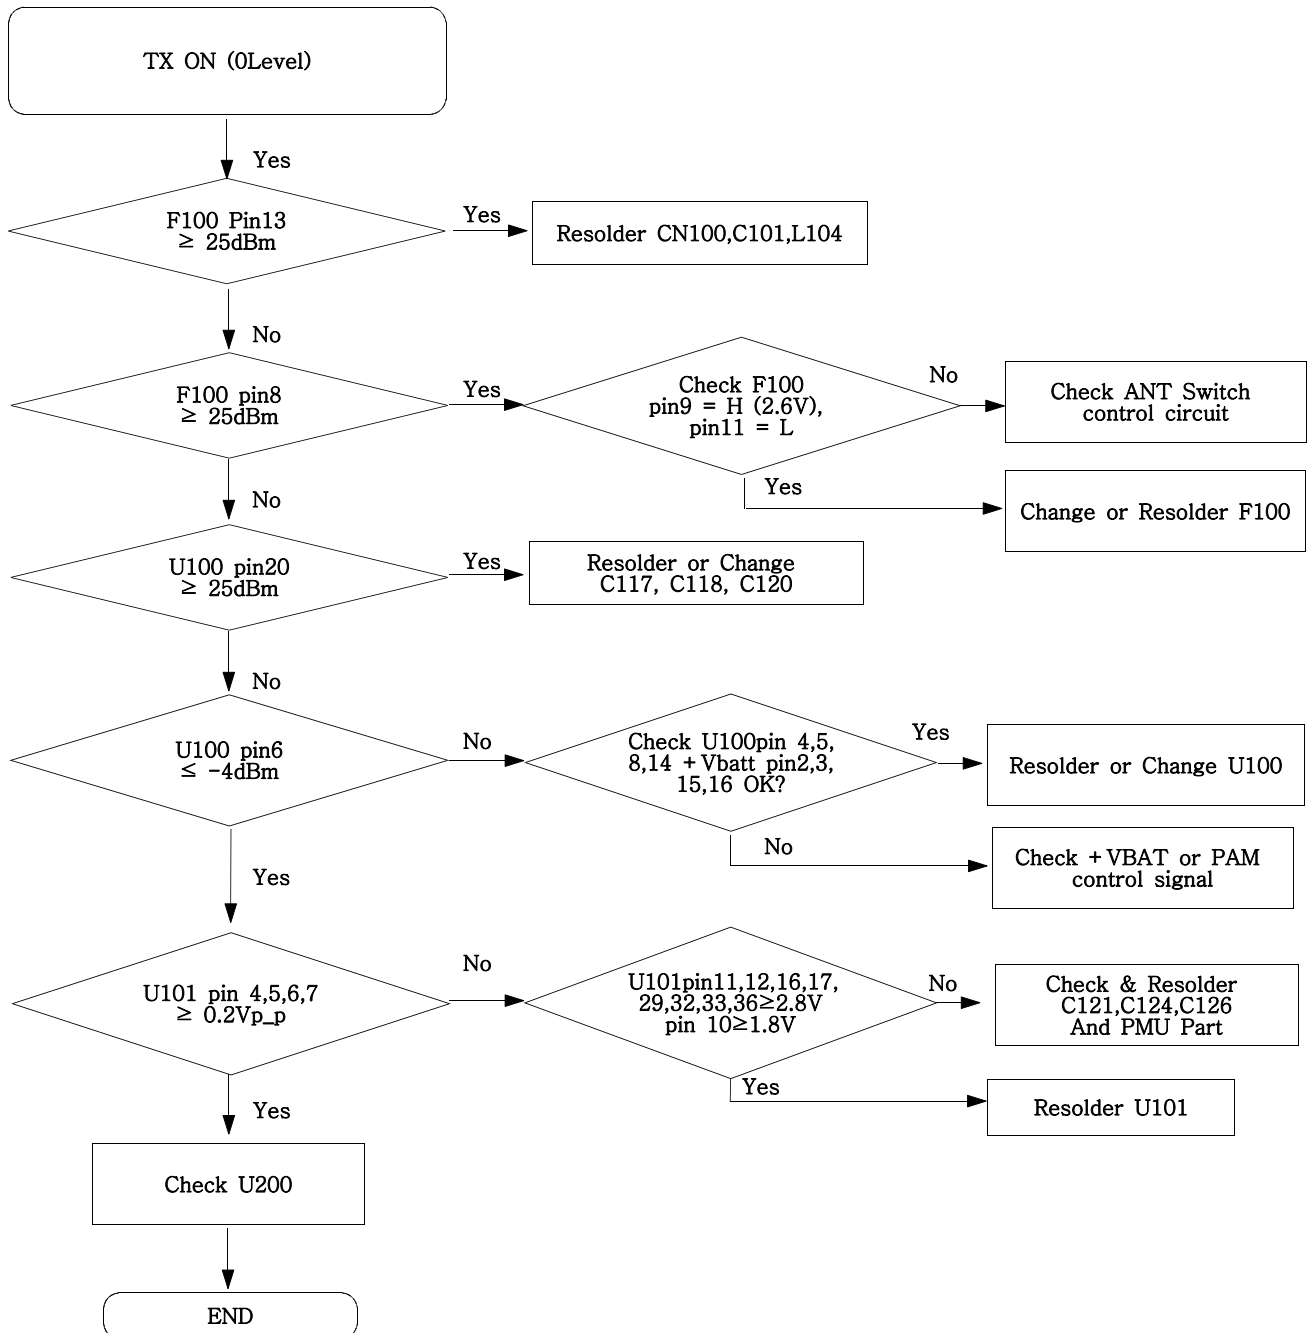 TX ON (0Level)
Yes
F100 Pin13
≥ 25dBm
Yes
Resolder CN100,C101,L104
No
F100 pin8
≥ 25dBm
Yes
Check F100
pin9 = H (2.6V),
pin11 = L
No
Check ANT Switch
control circuit
Yes
Change or Resolder F100
No
U100 pin20
≥ 25dBm
Yes
Resolder or Change
C117, C118, C120
No
U100 pin6
≤ -4dBm
No
Check U100pin 4,5,
8,14 +Vbatt pin2,3,
15,16 OK?
Yes
Resolder or Change U100
No
Check +VBAT or PAM
control signal
Yes
U101 pin 4,5,6,7
≥ 0.2Vp_p
No
U101pin11,12,16,17,
29,32,33,36≥2.8V
pin 10≥1.8V
No
Check & Resolder
C121,C124,C126
And PMU Part
Yes
Resolder U101
Yes
Check U200
END